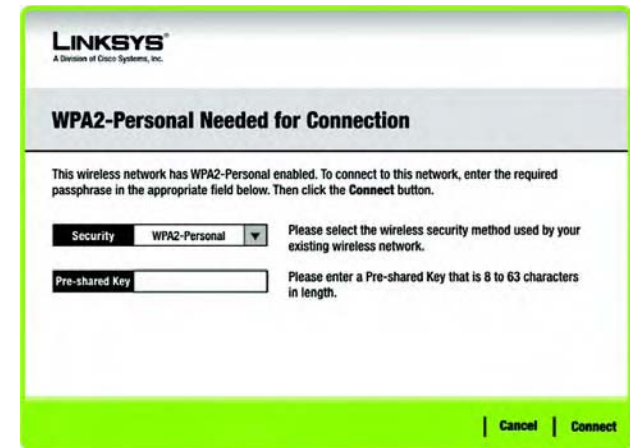 LINKSYS®
A Division of Cisco Systems, Inc.
WPA2-Personal Needed for Connection
This wireless network has WPA2-Personal enabled. To connect to this network, enter the required
passphrase in the appropriate field below. Then click the Connect button.
Security WPA2-Personal
Please select the wireless security method used by your
existing wireless network.
Pre-shared Key
Please enter a Pre-shared Key that is 8 to 63 characters
in length.
Cancel Connect